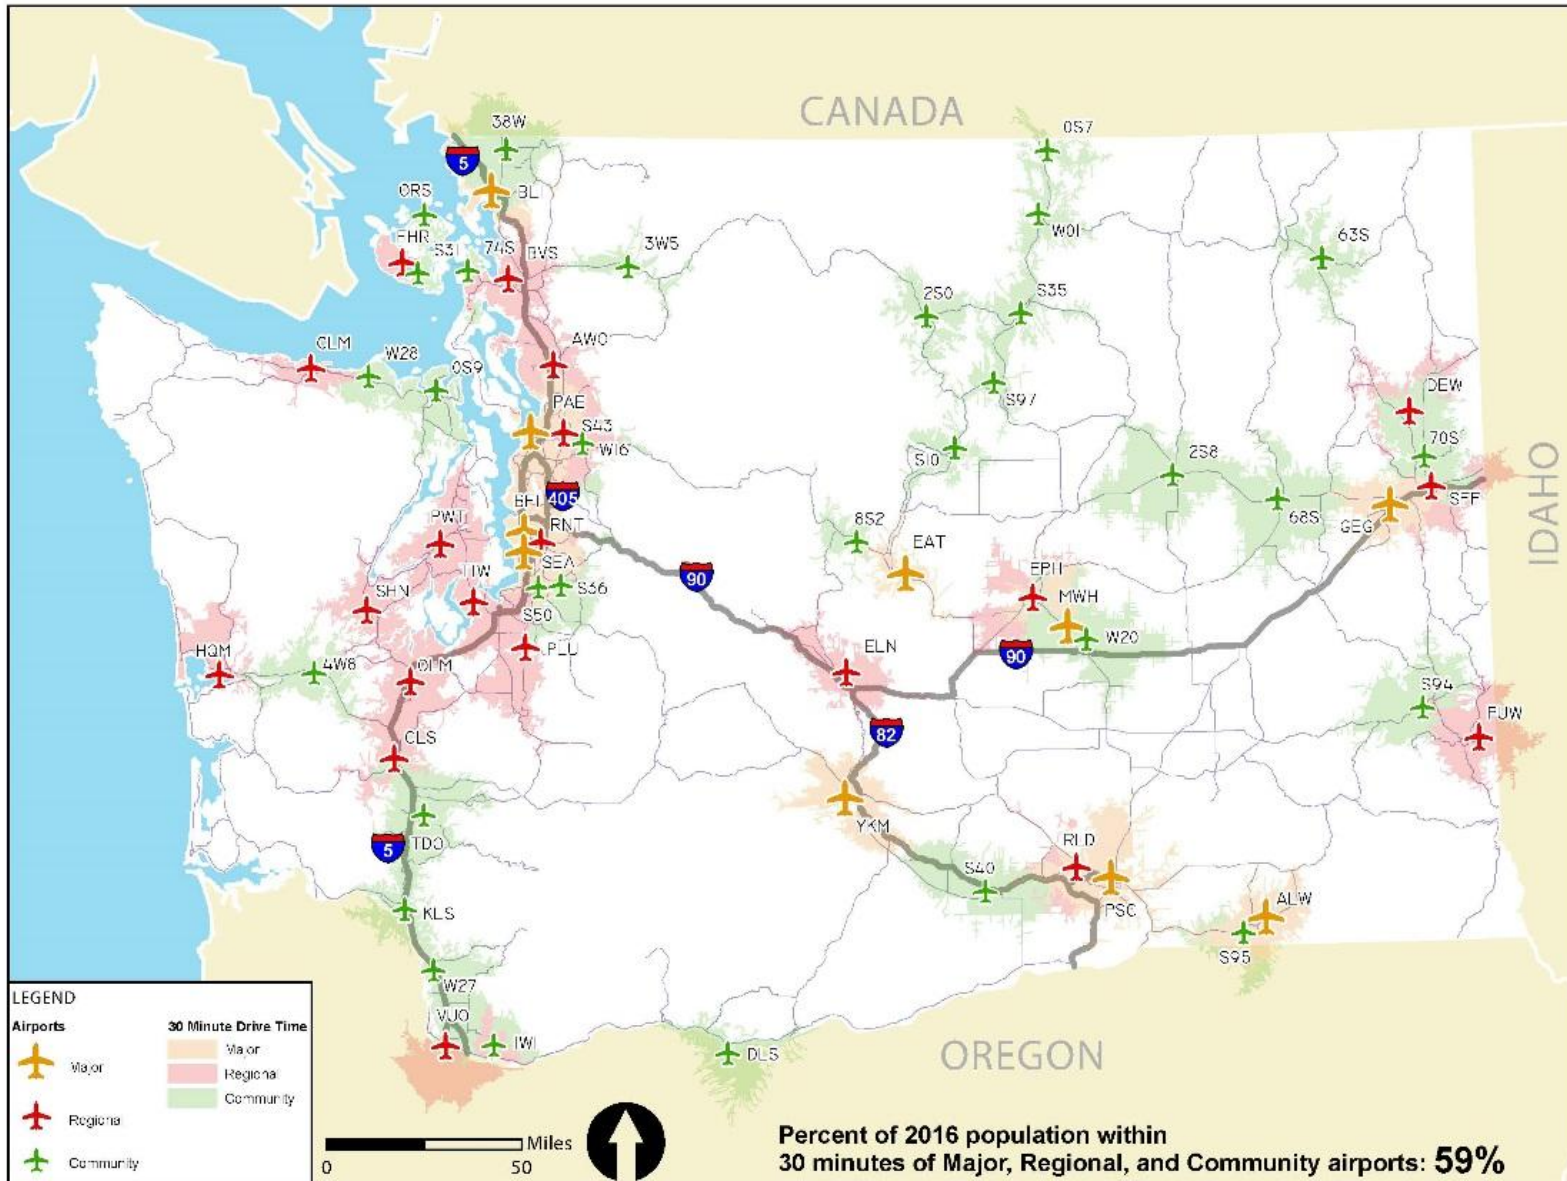 CANADA
38W
0S7
5
BLI
ORS
W01
FHR
S31
74S
BVS
3W5
63S
2S0
S35
CLM
W28
0S9
AWO
S97
DEW
PAE
S43
W16
S10
2S8
70S
405
BFI
RNT
PWT
8S2
68S
SFF
GEG
IDAHO
SEA
EAT
90
EPH
TIW
S36
SHN
S50
MWH
W20
PLU
HQM
4W8
OLM
ELN
90
S94
PUW
CLS
82
TDO
5
YKM
RLD
S40
PSC
ALW
KLS
S95
W27
VUO
1W1
DLS
OREGON
LEGEND
Airports
30 Minute Drive Time
Major
Regional
Community
Major
Regional
Community
Miles
0
50
Percent of 2016 population within
30 minutes of Major, Regional, and Community airports: 59%